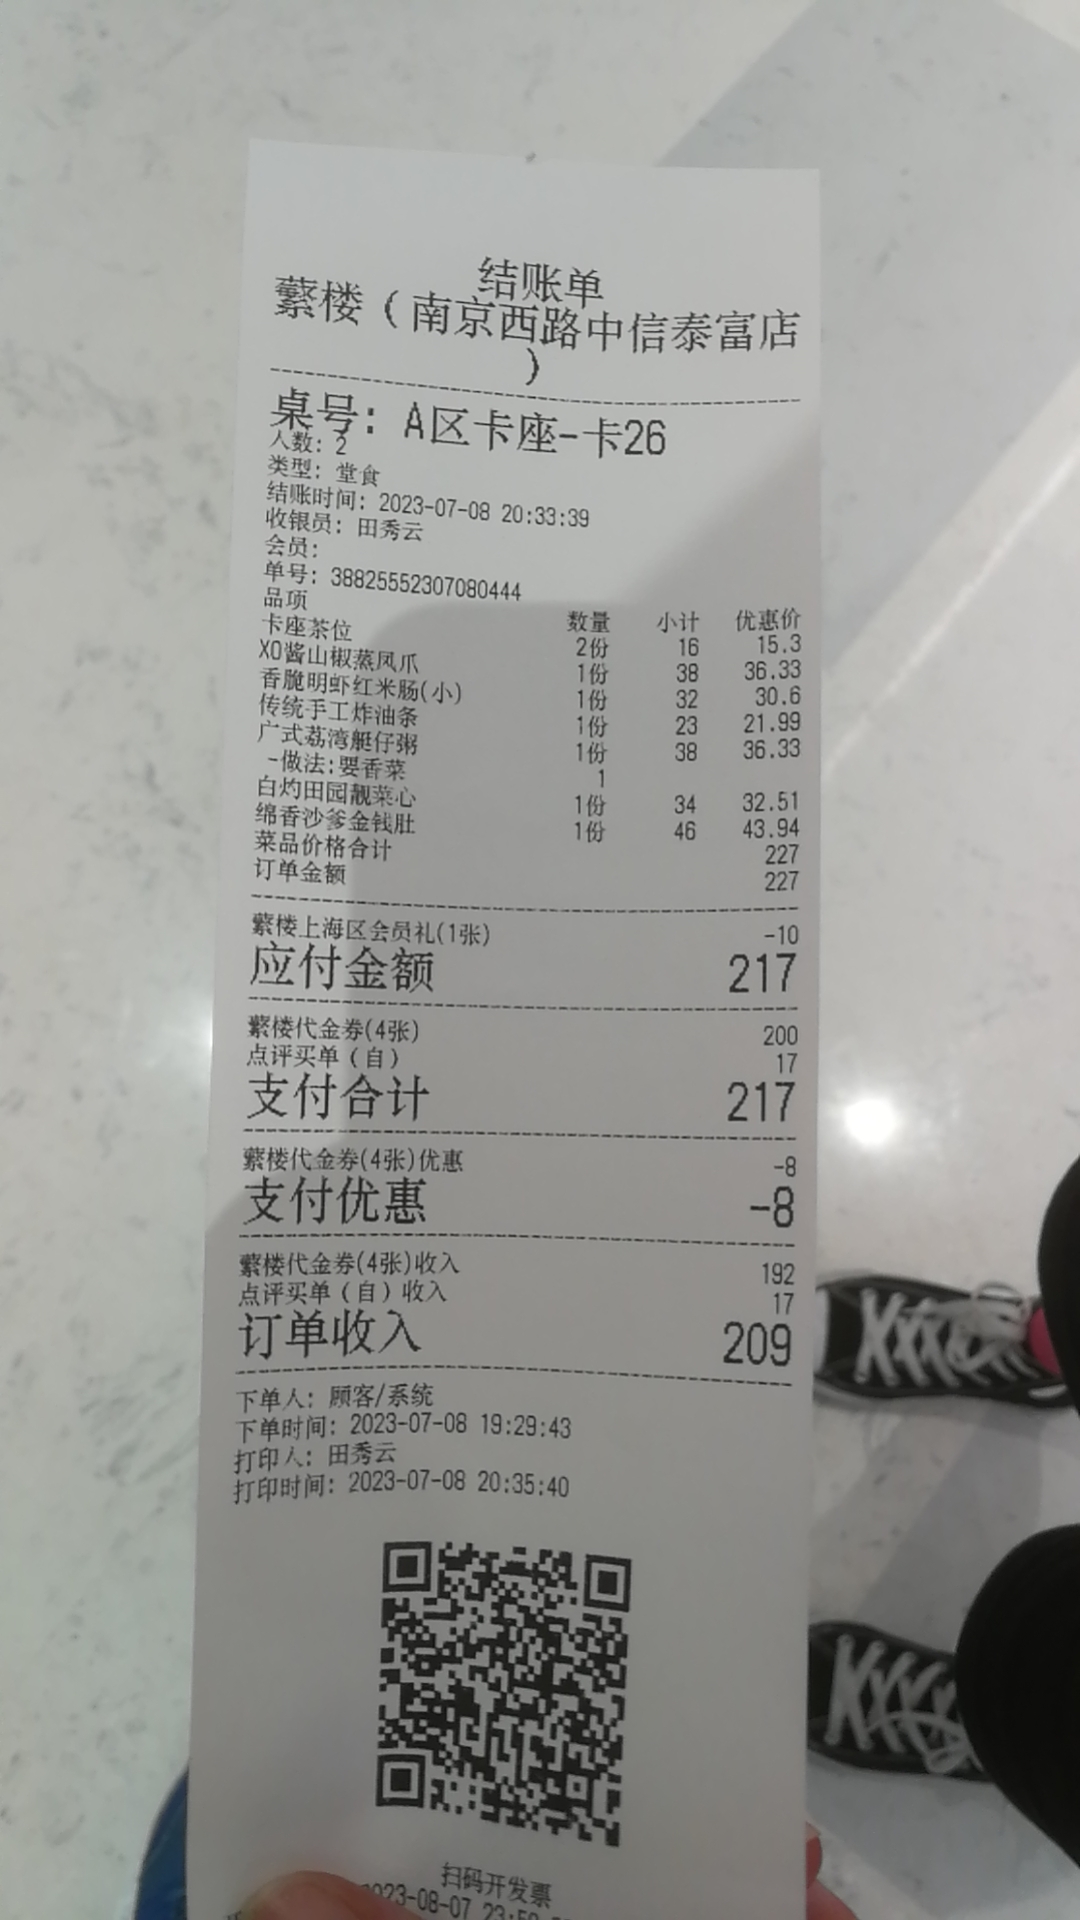 结账单
蘩楼（南京西路中信泰富店
）
桌号: A区卡座-卡26
人数: 2
类型: 堂食
结账时间: 2023-07-08 20:33:39
收银员: 田秀云
会员:
单号: 38825552307080444
品项 数量 小计 优惠价
卡座茶位 2份 16 15.3
XO酱山椒蒸凤爪 1份 38 36.33
香脆明虾红米肠(小) 1份 32 30.6
传统手工炸油条 1份 23 21.99
广式荔湾艇仔粥 1份 38 36.33
-做法:要香菜 1
白灼田园靓菜心 1份 34 32.51
绵香沙爹金钱肚 1份 46 43.94
菜品价格合计 227
订单金额 227
蘩楼上海区会员礼(1张) -10
应付金额 217
蘩楼代金券(4张) 200
点评买单（自） 17
支付合计 217
蘩楼代金券(4张)优惠 -8
支付优惠 -8
蘩楼代金券(4张)收入 192
点评买单（自）收入 17
订单收入 209
下单人: 顾客/系统
下单时间: 2023-07-08 19:29:43
打印人: 田秀云
打印时间: 2023-07-08 20:35:40
扫码开发票
023-08-07 23:59